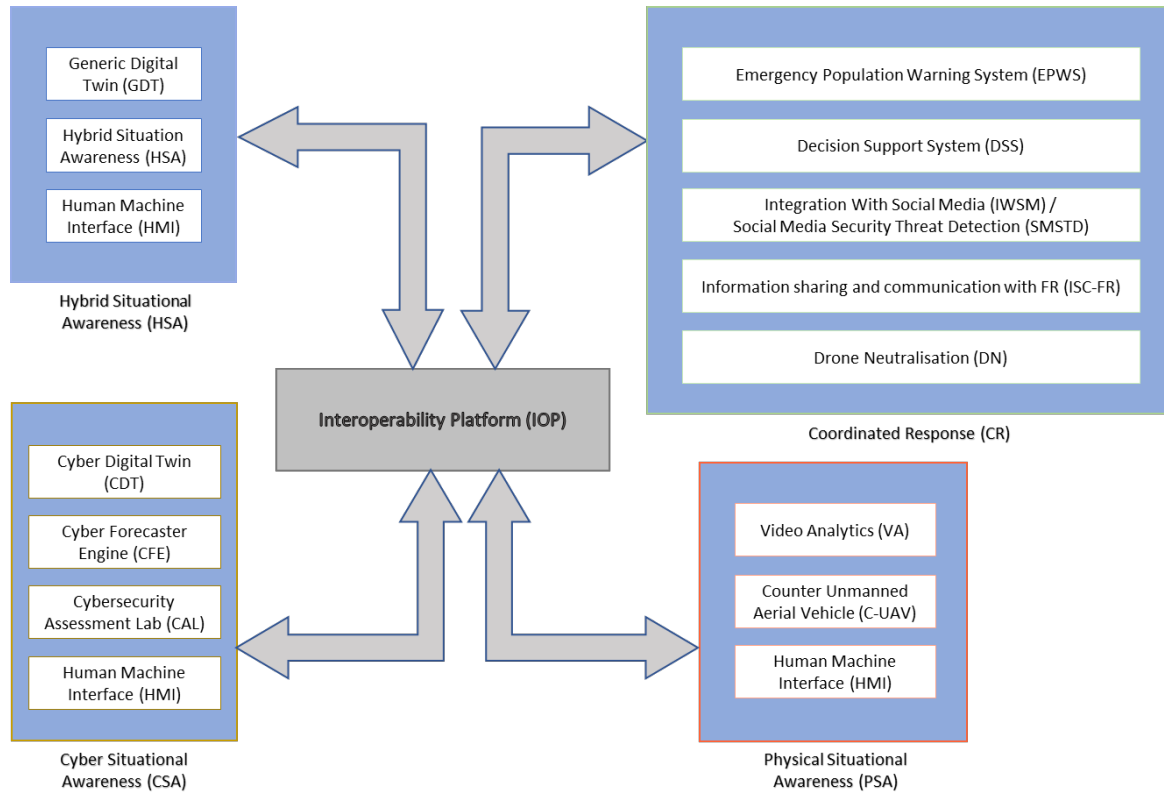 Generic Digital
Twin (GDT)
Hybrid Situation
Awareness (HSA)
Human Machine
Interface (HMI)
Hybrid Situational
Awareness (HSA)
Emergency Population Warning System (EPWS)
Decision Support System (DSS)
Integration With Social Media (IWSM) /
Social Media Security Threat Detection (SMSTD)
Information sharing and communication with FR (ISC-FR)
Drone Neutralisation (DN)
Coordinated Response (CR)
Interoperability Platform (IOP)
Cyber Digital Twin
(CDT)
Cyber Forecaster
Engine (CFE)
Cybersecurity
Assessment Lab (CAL)
Human Machine
Interface (HMI)
Cyber Situational
Awareness (CSA)
Video Analytics (VA)
Counter Unmanned
Aerial Vehicle (C-UAV)
Human Machine
Interface (HMI)
Physical Situational
Awareness (PSA)